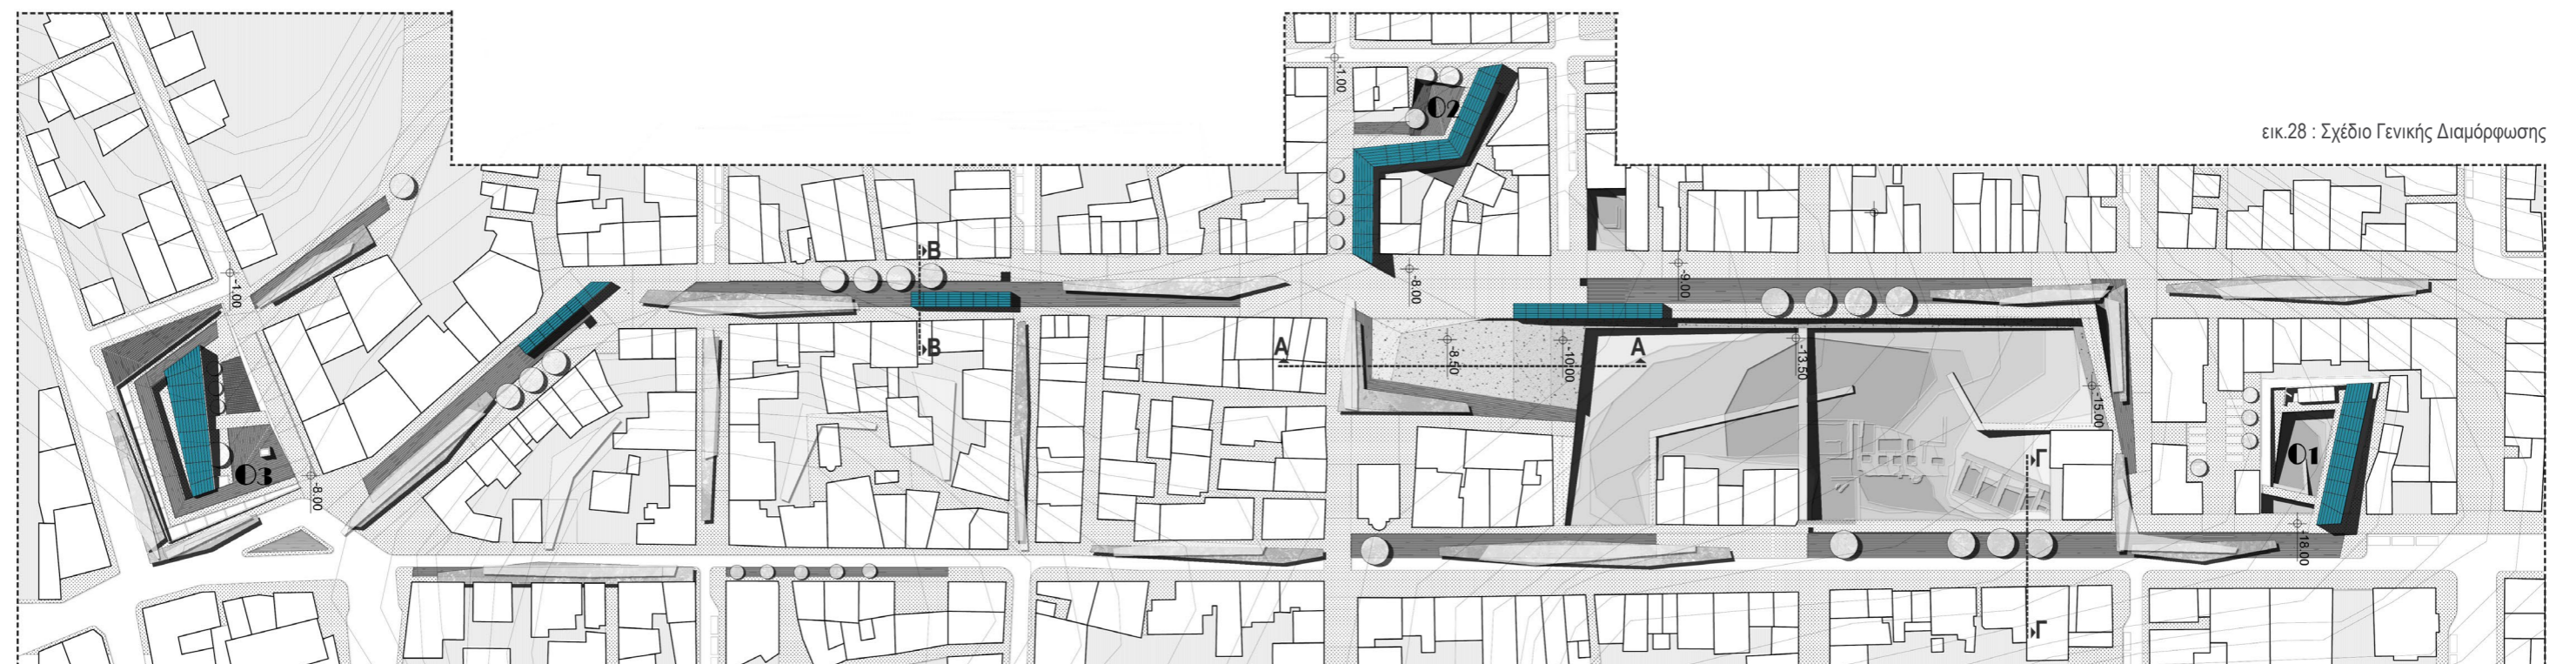 -1.00
O2
εικ.28 : Σχέδιο Γενικής Διαμόρφωσης
B
-1.00
-8.00
-9.00
B
A
A
-8.50
-10.00
-13.50
-15.00
O3
-8.00
Γ
O1
-18.00
Γ